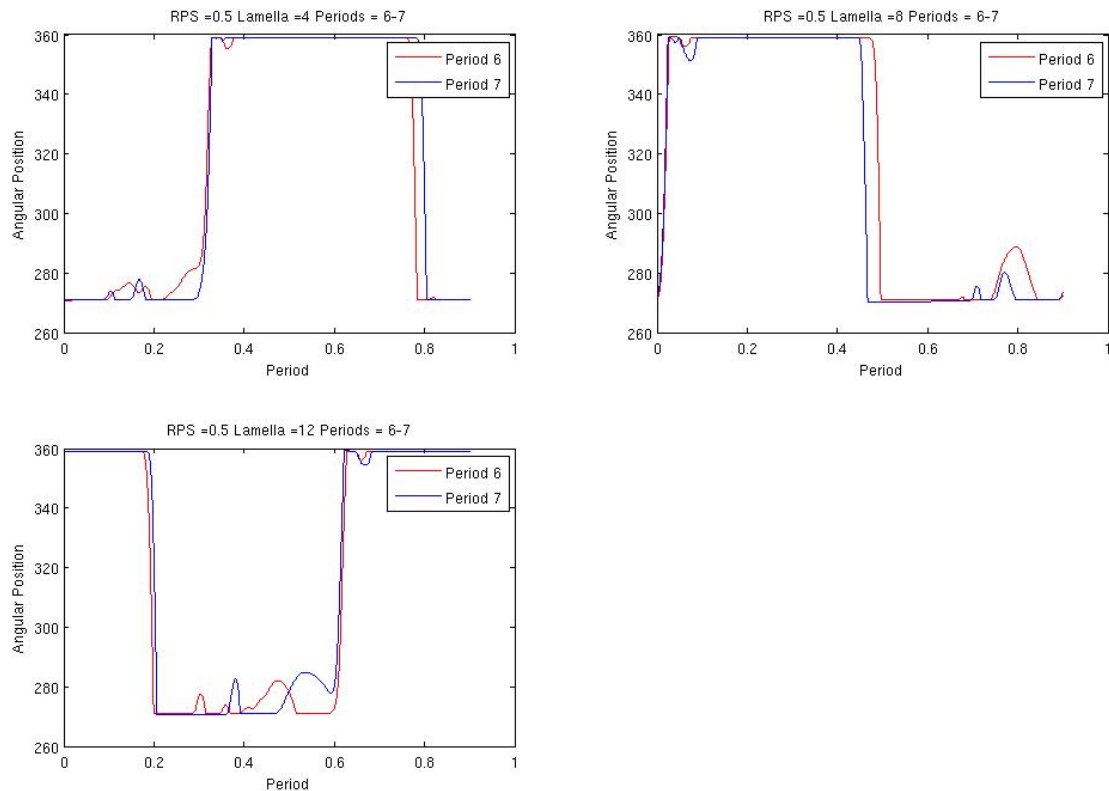 RPS =0.5 Lamella =4 Periods = 6-7
360
340
320
300
280
260
Angular Position
Period 6
Period 7
0 0.2 0.4 0.6 0.8 1
Period
RPS =0.5 Lamella =8 Periods = 6-7
360
340
320
300
280
260
Angular Position
Period 6
Period 7
0 0.2 0.4 0.6 0.8 1
Period
RPS =0.5 Lamella =12 Periods = 6-7
360
340
320
300
280
260
Angular Position
Period 6
Period 7
0 0.2 0.4 0.6 0.8 1
Period